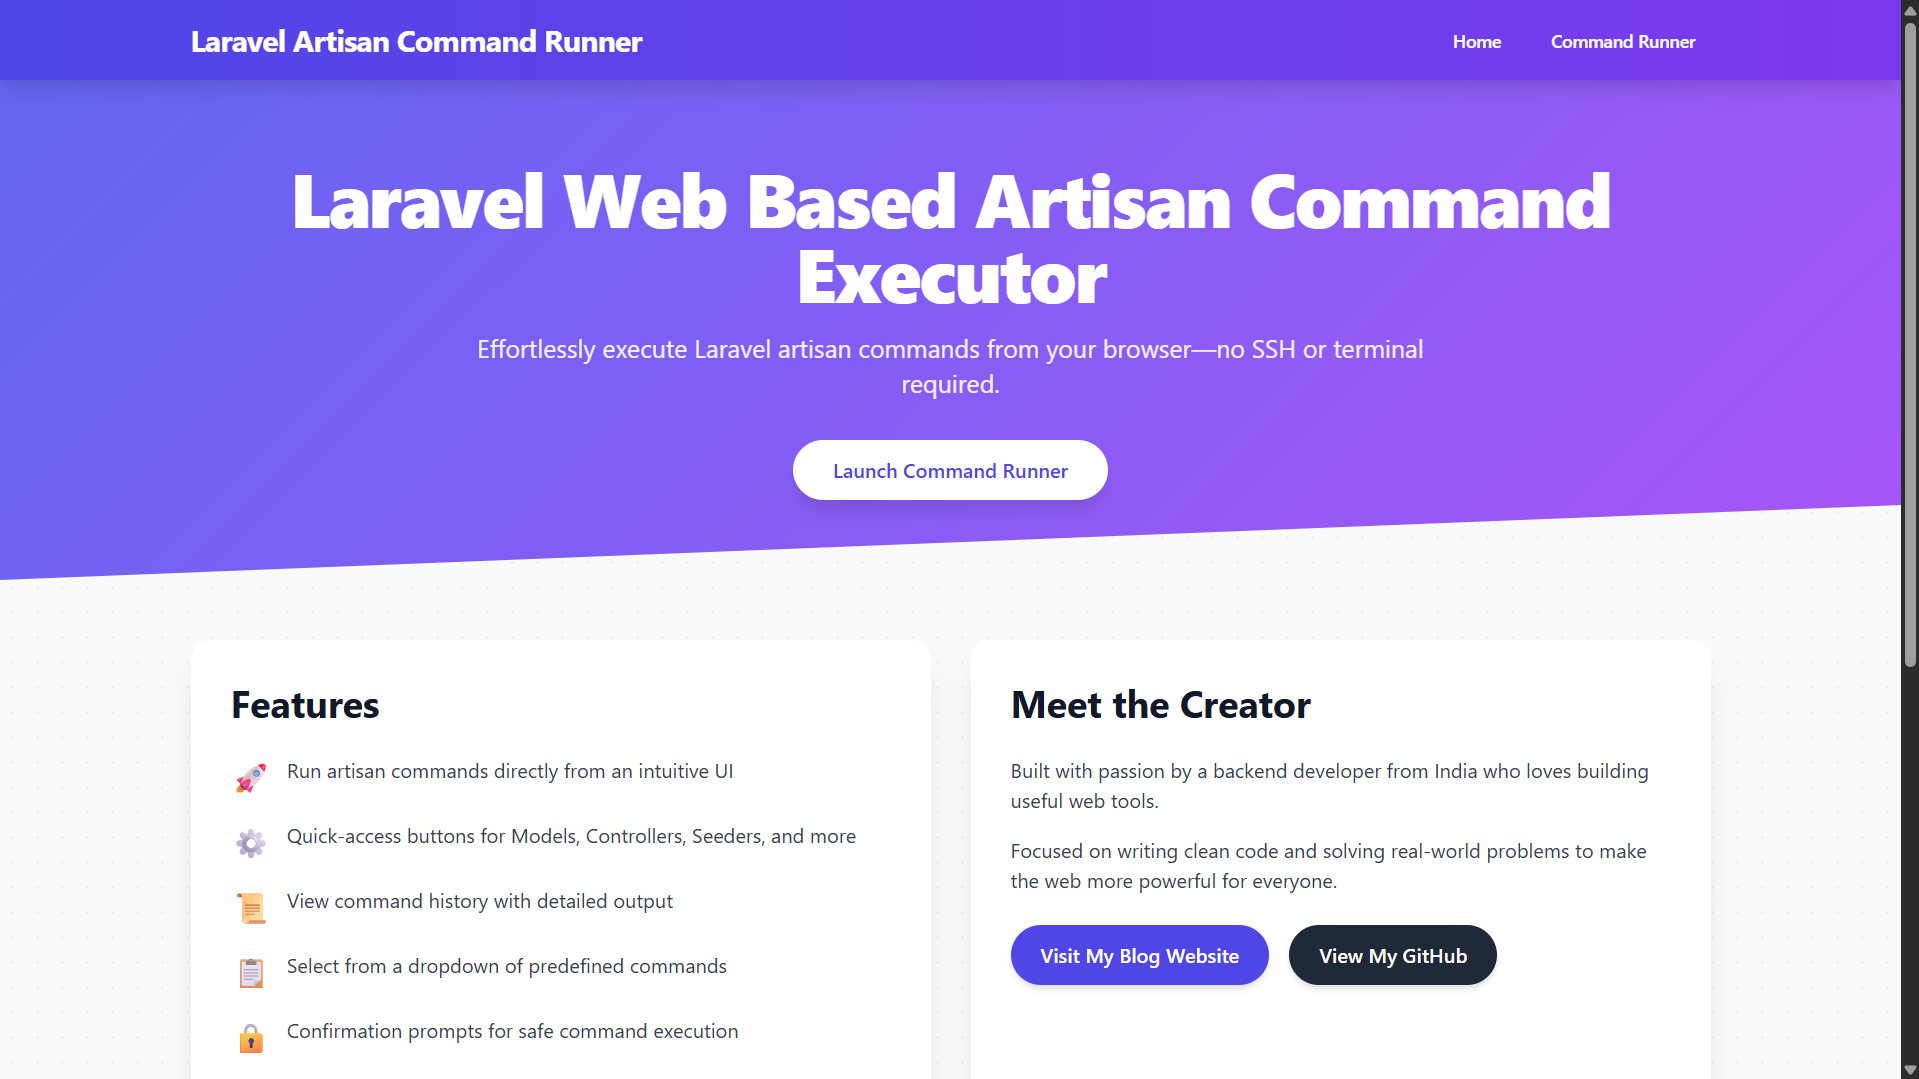 Laravel Artisan Command Runner
Home
Command Runner
Laravel Web Based Artisan Command
Executor
Effortlessly execute Laravel artisan commands from your browser—no SSH or terminal
required.
Launch Command Runner
Features
Run artisan commands directly from an intuitive UI
Quick-access buttons for Models, Controllers, Seeders, and more
View command history with detailed output
Select from a dropdown of predefined commands
Confirmation prompts for safe command execution
Meet the Creator
Built with passion by a backend developer from India who loves building
useful web tools.
Focused on writing clean code and solving real-world problems to make
the web more powerful for everyone.
Visit My Blog Website
View My GitHub